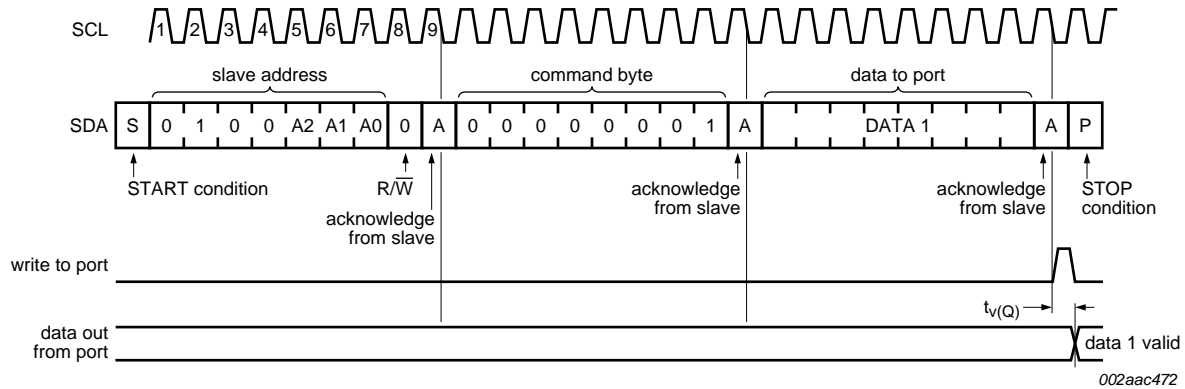 SCL 1 2 3 4 5 6 7 8 9
slave address command byte data to port
SDA S 0 1 0 0 A2 A1 A0 0 A 0 0 0 0 0 0 0 1 A DATA 1 A P
START condition R/W̅ acknowledge from slave acknowledge from slave acknowledge from slave STOP condition
write to port
tv(Q)
data out from port data 1 valid
002aac472